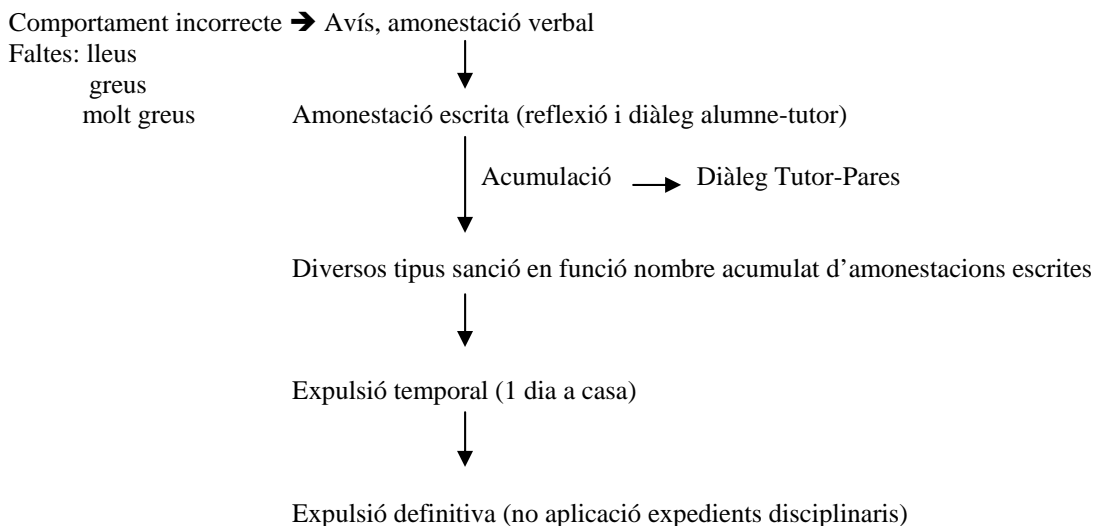 Comportament incorrecte ➔ Avís, amonestació verbal
Faltes: lleus
greus
molt greus Amonestació escrita (reflexió i diàleg alumne-tutor)
Acumulació Diàleg Tutor-Pares
Diversos tipus sanció en funció nombre acumulat d’amonestacions escrites
Expulsió temporal (1 dia a casa)
Expulsió definitiva (no aplicació expedients disciplinaris)